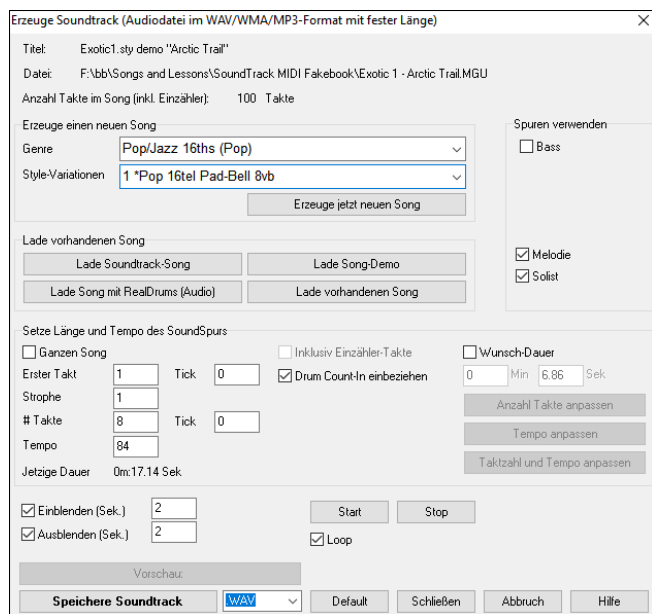 Erzeuge Soundtrack (Audiodatei im WAV/WMA/MP3-Format mit fester Länge)
Titel: Exotic1.sty demo "Arctic Trail"
Datei: F:\bb\Songs and Lessons\SoundTrack MIDI Fakebook\Exotic 1 - Arctic Trail.MGU
Anzahl Takte im Song (inkl. Einzähler): 100 Takte
Erzeuge einen neuen Song
Genre Pop/Jazz 16ths (Pop)
Style-Variationen 1 *Pop 16tel Pad-Bell 8vb
Erzeuge jetzt neuen Song
Spuren verwenden
Bass
Melodie
Solist
Lade vorhandenen Song
Lade Soundtrack-Song Lade Song-Demo
Lade Song mit RealDrums (Audio) Lade vorhandenen Song
Setze Länge und Tempo des SoundSpurs
Ganzen Song Inklusiv Einzähler-Takte Wunsch-Dauer
Erster Takt 1 Tick 0 Drum Count-In einbeziehen 0 Min 6.86 Sek
Strophe 1 Anzahl Takte anpassen
# Takte 8 Tick 0 Tempo anpassen
Tempo 84 Taktzahl und Tempo anpassen
Jetzige Dauer 0m:17.14 Sek
Einblenden (Sek.) 2 Start Stop
Ausblenden (Sek.) 2 Loop
Vorschau:
Speichere Soundtrack WAV Default Schließen Abbruch Hilfe